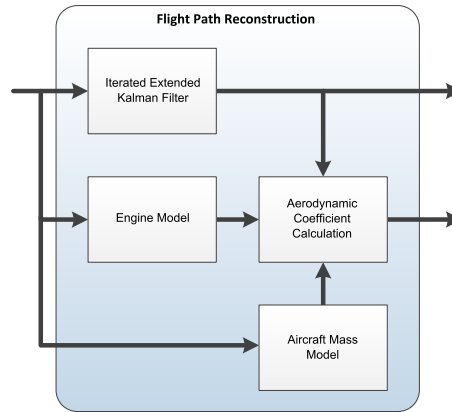 Flight Path Reconstruction
Iterated Extended
Kalman Filter
Engine Model
Aerodynamic
Coefficient
Calculation
Aircraft Mass
Model